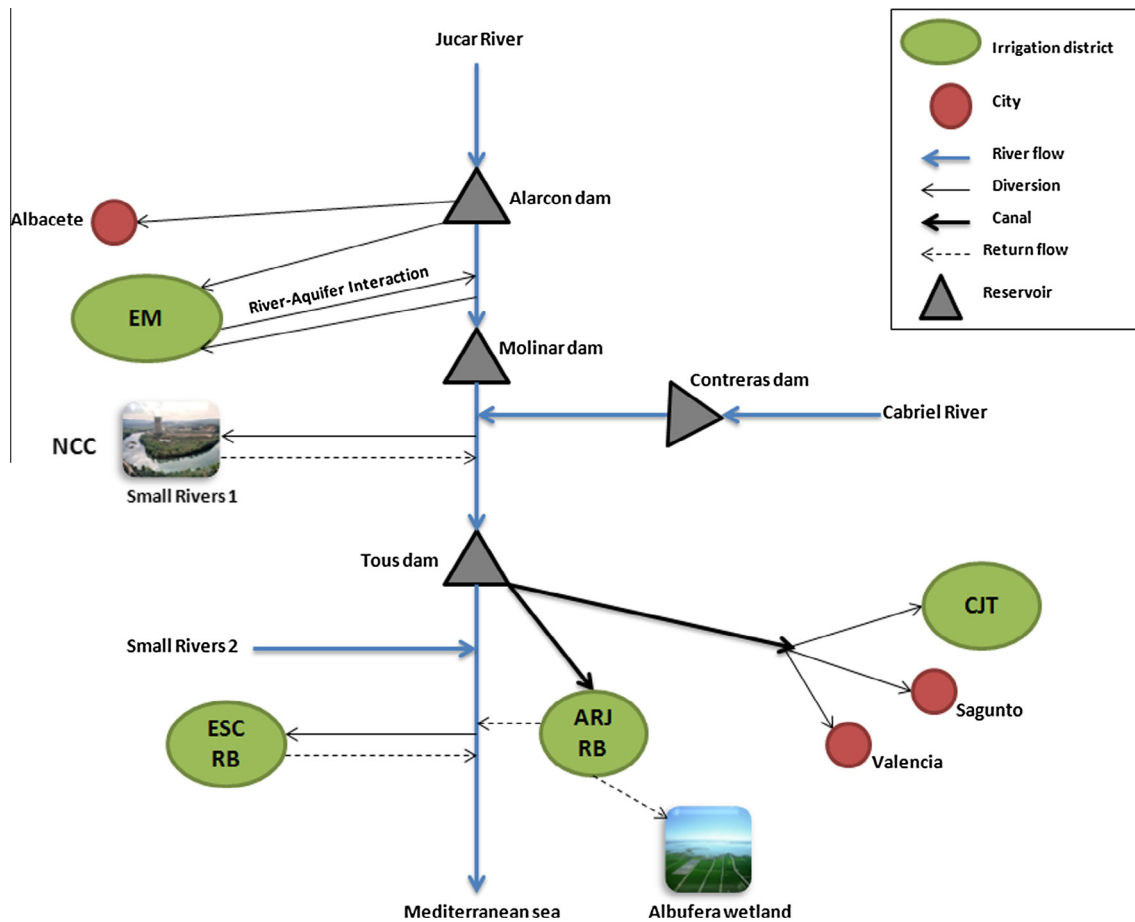 Jucar River
Irrigation district
City
River flow
Diversion
Canal
Return flow
Reservoir
Alarcon dam
Albacete
River-Aquifer Interaction
EM
Molinar dam
Contreras dam
Cabriel River
NCC
Small Rivers 1
Tous dam
CJT
Small Rivers 2
Sagunto
ESC
RB
ARJ
RB
Valencia
Mediterranean sea
Albufera wetland